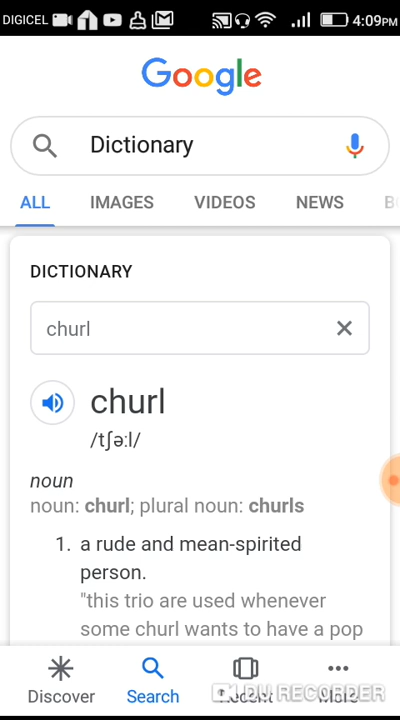 DIGICEL 4:09PM
Google
Dictionary
ALL IMAGES VIDEOS NEWS
DICTIONARY
churl
churl
/tʃəːl/
noun
noun: churl; plural noun: churls
1. a rude and mean-spirited
person.
"this trio are used whenever
some churl wants to have a pop
Discover Search Recent More
DU RECORDER